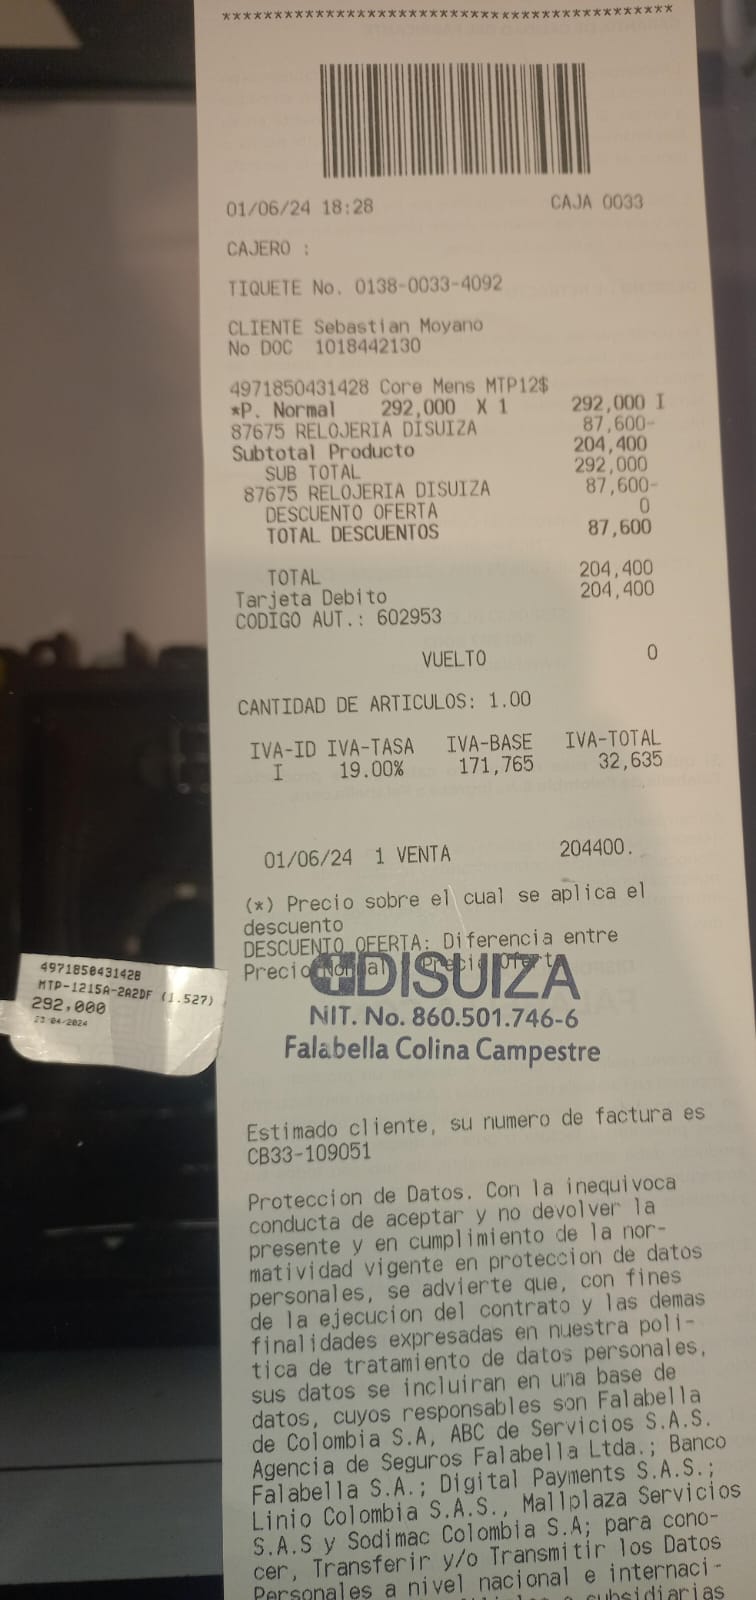 ********************************************
01/06/24 18:28 CAJA 0033
CAJERO :
TIQUETE No. 0138-0033-4092
CLIENTE Sebastian Moyano
No DOC 1018442130
4971850431428 Core Mens MTP12$
*P. Normal 292,000 X 1 292,000 I
87675 RELOJERIA DISUIZA 87,600-
Subtotal Producto 204,400
SUB TOTAL 292,000
87675 RELOJERIA DISUIZA 87,600-
DESCUENTO OFERTA 0
TOTAL DESCUENTOS 87,600
TOTAL 204,400
Tarjeta Debito 204,400
CODIGO AUT.: 602953
VUELTO 0
CANTIDAD DE ARTICULOS: 1.00
IVA-ID IVA-TASA IVA-BASE IVA-TOTAL
I 19.00% 171,765 32,635
01/06/24 1 VENTA 204400.
(*) Precio sobre el cual se aplica el
descuento
DESCUENTO OFERTA: Diferencia entre
Precio Normal Precio Oferta
DISUIZA
NIT. No. 860.501.746-6
Falabella Colina Campestre
4971850431428
MTP-1215A-2A2DF (1.527)
292,000
23-04-2024
Estimado cliente, su numero de factura es
CB33-109051
Proteccion de Datos. Con la inequivoca
conducta de aceptar y no devolver la
presente y en cumplimiento de la nor-
matividad vigente en proteccion de datos
personales, se advierte que, con fines
de la ejecucion del contrato y las demas
finalidades expresadas en nuestra poli-
tica de tratamiento de datos personales,
sus datos se incluiran en una base de
datos, cuyos responsables son Falabella
de Colombia S.A, ABC de Servicios S.A.S.
Agencia de Seguros Falabella Ltda.; Banco
Falabella S.A.; Digital Payments S.A.S.;
Linio Colombia S.A.S., Mallplaza Servicios
S.A.S y Sodimac Colombia S.A; para cono-
cer, Transferir y/o Transmitir los Datos
Personales a nivel nacional e internaci-
subsidiarias